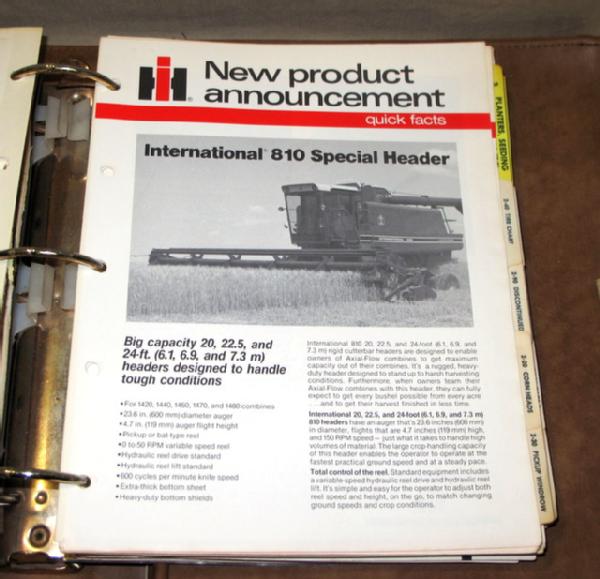 IH
New product
announcement
quick facts
International 810 Special Header
Big capacity 20, 22.5, and
24-ft. (6.1, 6.9, and 7.3 m)
headers designed to handle
tough conditions
• For 1420, 1440, 1460, 1470, and 1480 combines
• 23.6 in. (600 mm) diameter auger
• 4.7 in. (119 mm) auger flight height
• Pickup or bat-type reel
• 0 to 50 RPM variable speed reel
• Hydraulic reel drive standard
• Hydraulic reel lift standard
• 600 cycles per minute knife speed
• Extra-thick bottom sheet
• Heavy-duty bottom shields
International 810 20, 22.5, and 24-foot (6.1, 6.9, and
7.3 m) rigid cutterbar headers are designed to enable
owners of Axial-Flow combines to get maximum
capacity out of their combines. It's a rugged, heavy-
duty header designed to stand up to harsh harvesting
conditions. Furthermore, when owners team their
Axial-Flow combines with this header, they can fully
expect to get every bushel possible from every acre
... and to get their harvest finished in less time.
International 20, 22.5, and 24-foot (6.1, 6.9, and 7.3 m)
810 headers have an auger that's 23.6 inches (606 mm)
in diameter, flights that are 4.7 inches (119 mm) high,
and 150 RPM speed — just what it takes to handle high
volumes of material. The large crop-handling capacity
of this header enables the operator to operate at the
fastest practical ground speed and at a steady pace.
Total control of the reel. Standard equipment includes
a variable-speed hydraulic reel drive and hydraulic reel
lift. It's simple and easy for the operator to adjust both
reel speed and height, on the go, to match changing
ground speeds and crop conditions.
PLANTERS, SEEDING
2-40 TIRE CHART
2-90 DISCONTINUED
2-20 CORN HEADS
2-30 PICKUP WINDROW